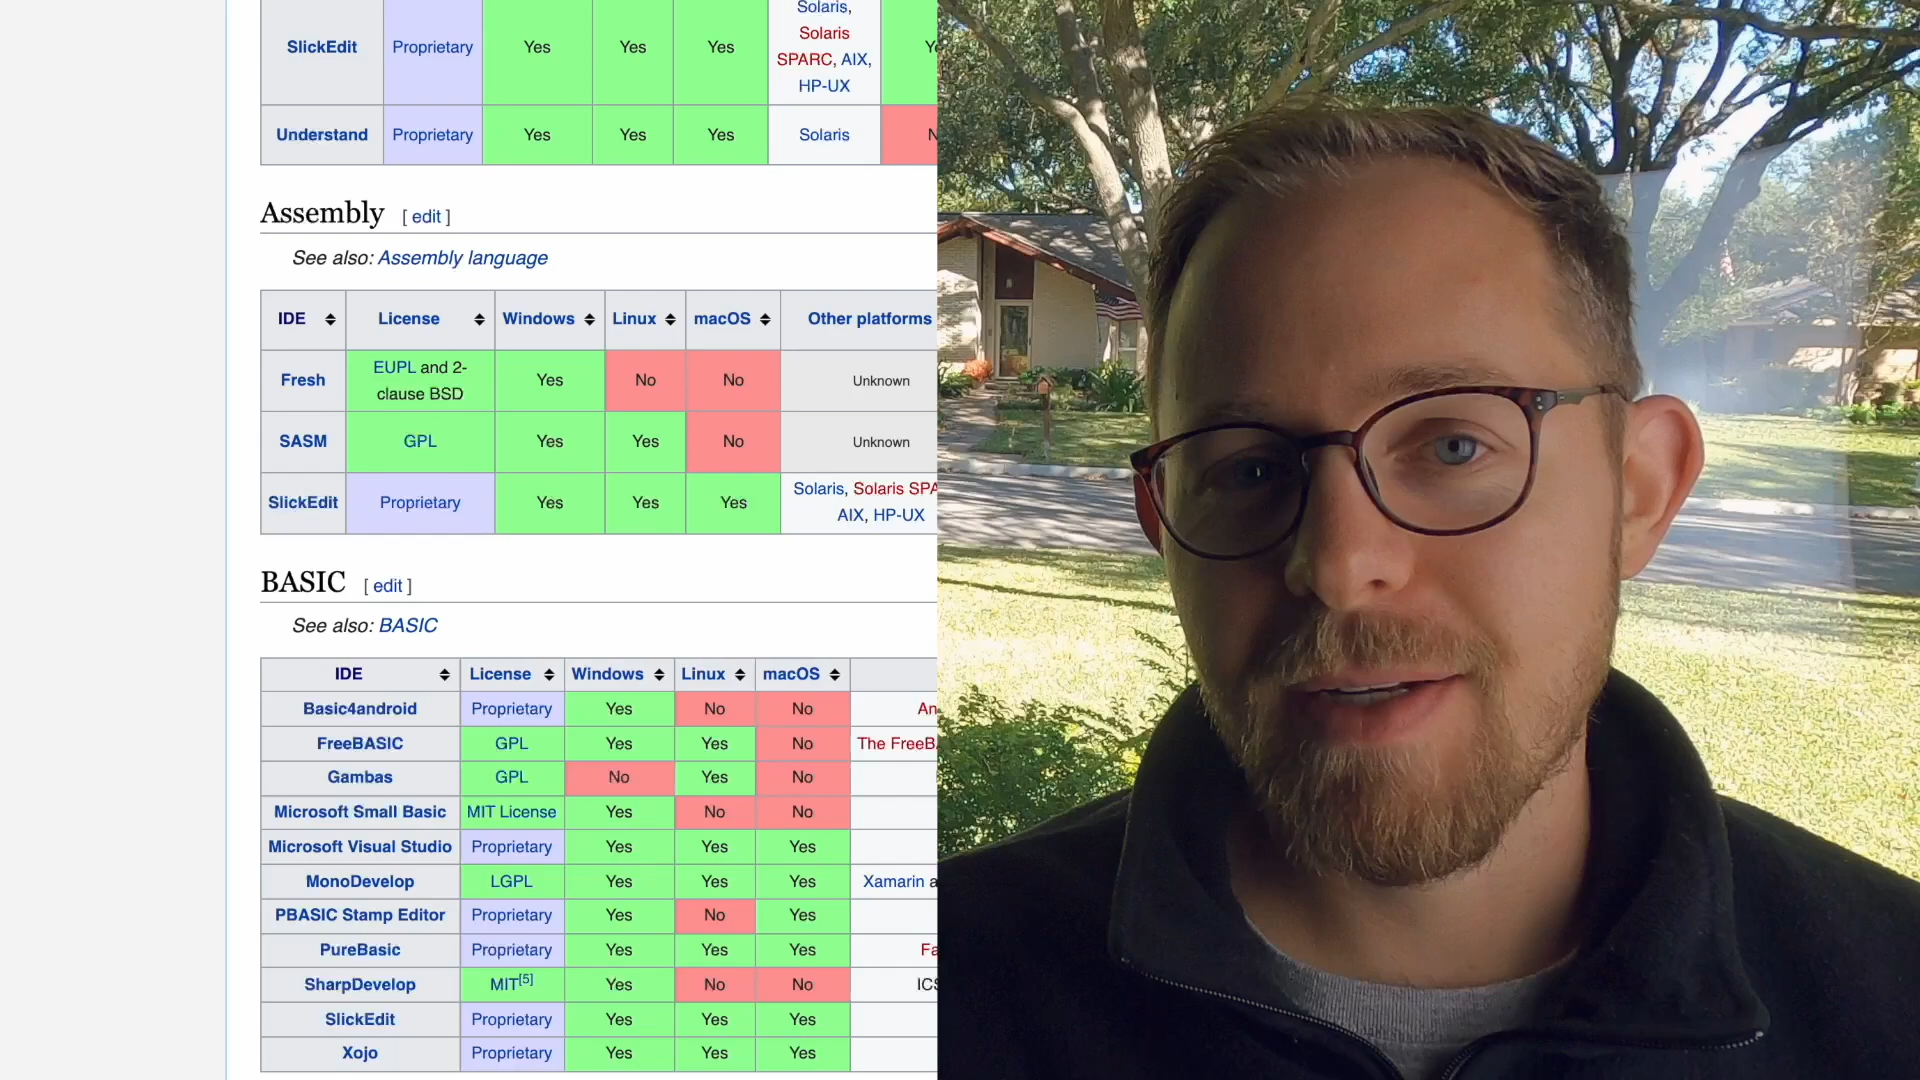 Solaris,
SlickEdit Proprietary Yes Yes Yes Solaris
SPARC, AIX,
HP-UX
Understand Proprietary Yes Yes Yes Solaris
Assembly [ edit ]
See also: Assembly language
IDE License Windows Linux macOS Other platforms
Fresh EUPL and 2-clause BSD Yes No No Unknown
SASM GPL Yes Yes No Unknown
SlickEdit Proprietary Yes Yes Yes Solaris, Solaris SPA
AIX, HP-UX
BASIC [ edit ]
See also: BASIC
IDE License Windows Linux macOS
Basic4android Proprietary Yes No No An
FreeBASIC GPL Yes Yes No The FreeB
Gambas GPL No Yes No
Microsoft Small Basic MIT License Yes No No
Microsoft Visual Studio Proprietary Yes Yes Yes
MonoDevelop LGPL Yes Yes Yes Xamarin a
PBASIC Stamp Editor Proprietary Yes No Yes
PureBasic Proprietary Yes Yes Yes Fa
SharpDevelop MIT[5] Yes No No ICS
SlickEdit Proprietary Yes Yes Yes
Xojo Proprietary Yes Yes Yes